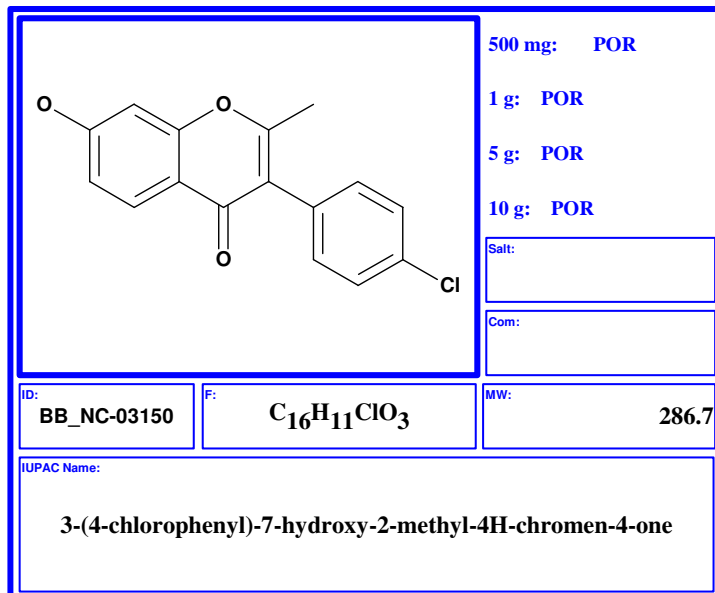 500 mg: POR
1 g: POR
5 g: POR
10 g: POR
O
O
O
Cl
Salt:
Com:
ID:
BB_NC-03150
F:
C16H11ClO3
MW:
286.7
IUPAC Name:
3-(4-chlorophenyl)-7-hydroxy-2-methyl-4H-chromen-4-one